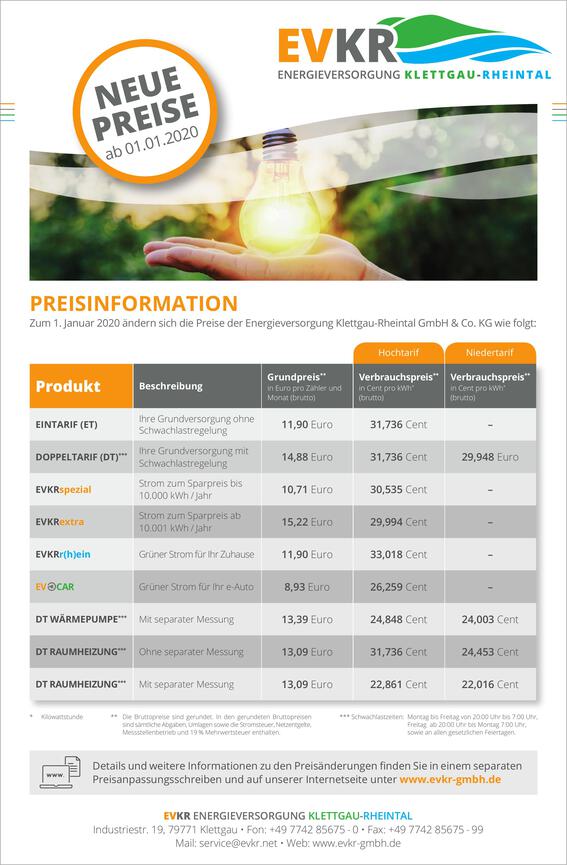 EVKR
ENERGIEVERSORGUNG KLETTGAU-RHEINTAL
NEUE
PREISE
ab 01.01.2020
PREISINFORMATION
Zum 1. Januar 2020 ändern sich die Preise der Energieversorgung Klettgau-Rheintal GmbH & Co. KG wie folgt:
Hochtarif Niedertarif
Produkt Beschreibung Grundpreis** Verbrauchspreis** Verbrauchspreis**
in Euro pro Zähler und in Cent pro kWh* in Cent pro kWh*
Monat (brutto) (brutto) (brutto)
EINTARIF (ET) Ihre Grundversorgung ohne 11,90 Euro 31,736 Cent –
Schwachlastregelung
DOPPELTARIF (DT)*** Ihre Grundversorgung mit 14,88 Euro 31,736 Cent 29,948 Euro
Schwachlastregelung
EVKRspezial Strom zum Sparpreis bis 10,71 Euro 30,535 Cent –
10.000 kWh / Jahr
EVKRextra Strom zum Sparpreis ab 15,22 Euro 29,994 Cent –
10.001 kWh / Jahr
EVKRr(h)ein Grüner Strom für Ihr Zuhause 11,90 Euro 33,018 Cent –
EV CAR Grüner Strom für Ihr e-Auto 8,93 Euro 26,259 Cent –
DT WÄRMEPUMPE*** Mit separater Messung 13,39 Euro 24,848 Cent 24,003 Cent
DT RAUMHEIZUNG*** Ohne separater Messung 13,09 Euro 31,736 Cent 24,453 Cent
DT RAUMHEIZUNG*** Mit separater Messung 13,09 Euro 22,861 Cent 22,016 Cent
* Kilowattstunde ** Die Bruttopreise sind gerundet. In den gerundeten Bruttopreisen *** Schwachlastzeiten: Montag bis Freitag von 20:00 Uhr bis 7:00 Uhr,
sind sämtliche Abgaben, Umlagen sowie die Stromsteuer, Netzentgelte, Freitag, ab 20:00 Uhr bis Montag 7:00 Uhr,
Messstellenbetrieb und 19 % Mehrwertsteuer enthalten. sowie an allen gesetzlichen Feiertagen.
www.
Details und weitere Informationen zu den Preisänderungen finden Sie in einem separaten
Preisanpassungsschreiben und auf unserer Internetseite unter www.evkr-gmbh.de
EVKR ENERGIEVERSORGUNG KLETTGAU-RHEINTAL
Industriestr. 19, 79771 Klettgau • Fon: +49 7742 85675 - 0 • Fax: +49 7742 85675 - 99
Mail: service@evkr.net • Web: www.evkr-gmbh.de